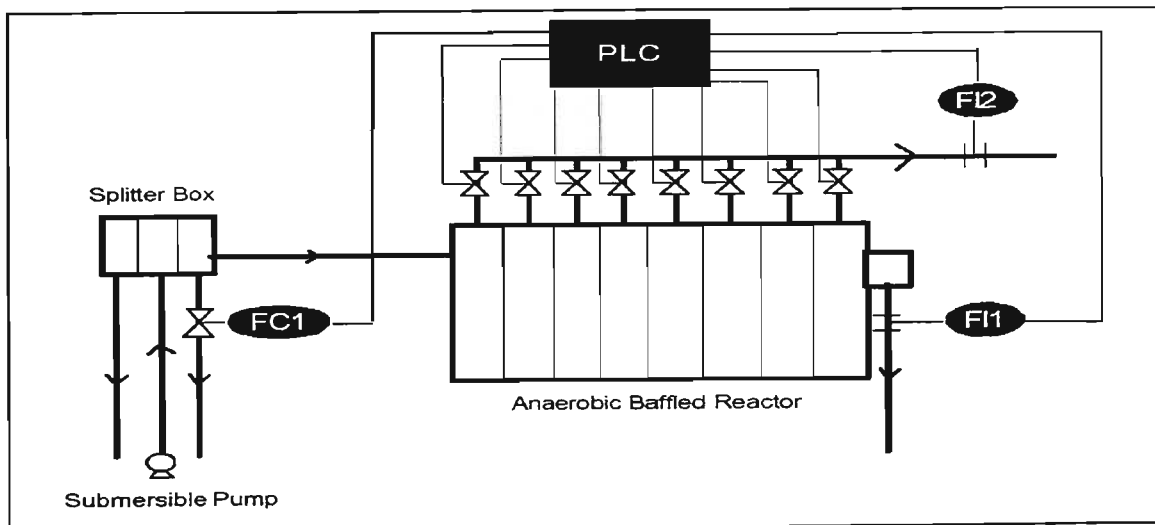 PLC
FI2
Splitter Box
FC1
FI1
Anaerobic Baffled Reactor
Submersible Pump